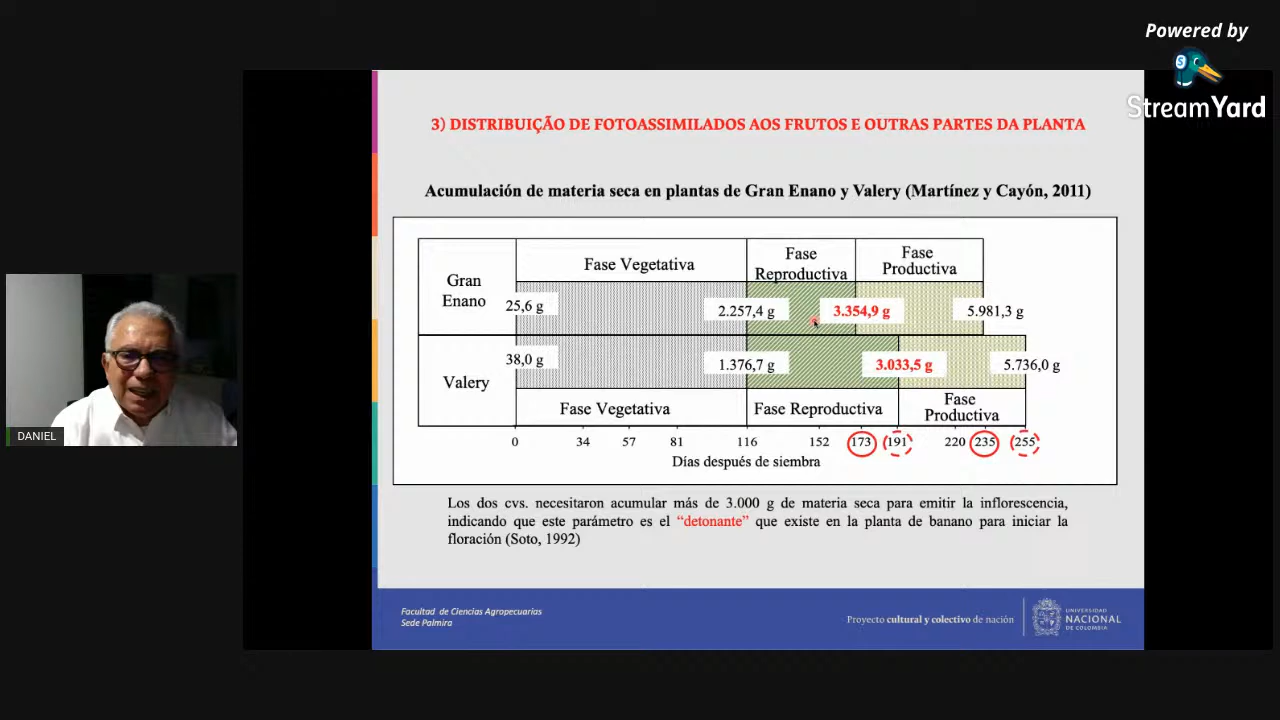 Powered by
StreamYard
3) DISTRIBUIÇÃO DE FOTOASSIMILADOS AOS FRUTOS E OUTRAS PARTES DA PLANTA
Acumulación de materia seca en plantas de Gran Enano y Valery (Martínez y Cayón, 2011)
Gran Enano
Fase Vegetativa
Fase Reproductiva
Fase Productiva
25,6 g
2.257,4 g
3.354,9 g
5.981,3 g
Valery
38,0 g
1.376,7 g
3.033,5 g
5.736,0 g
Fase Vegetativa
Fase Reproductiva
Fase Productiva
0 34 57 81 116 152 173 191 220 235 255
Días después de siembra
Los dos cvs. necesitaron acumular más de 3.000 g de materia seca para emitir la inflorescencia,
indicando que este parámetro es el “detonante” que existe en la planta de banano para iniciar la
floración (Soto, 1992)
Facultad de Ciencias Agropecuarias
Sede Palmira
Proyecto cultural y colectivo de nación
UNIVERSIDAD
NACIONAL
DE COLOMBIA
DANIEL